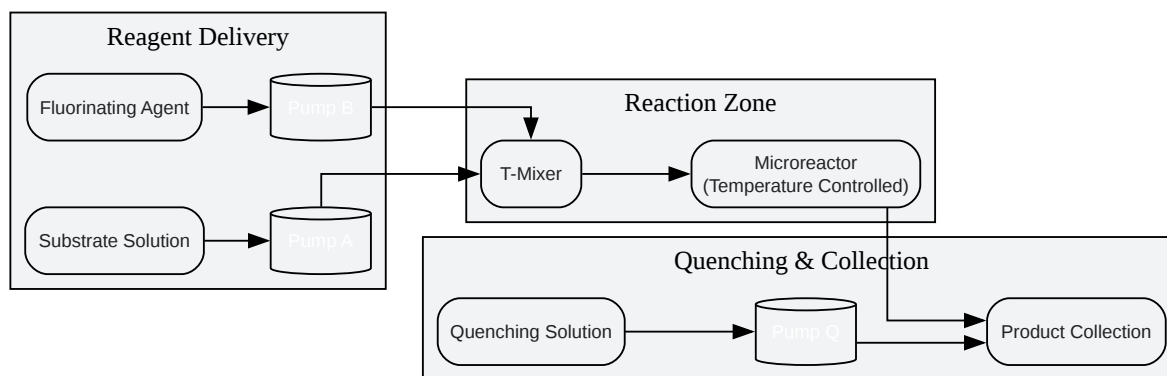 Reagent Delivery
Fluorinating Agent
Pump B
Substrate Solution
Pump A
Reaction Zone
T-Mixer
Microreactor
(Temperature Controlled)
Quenching & Collection
Quenching Solution
Pump Q
Product Collection